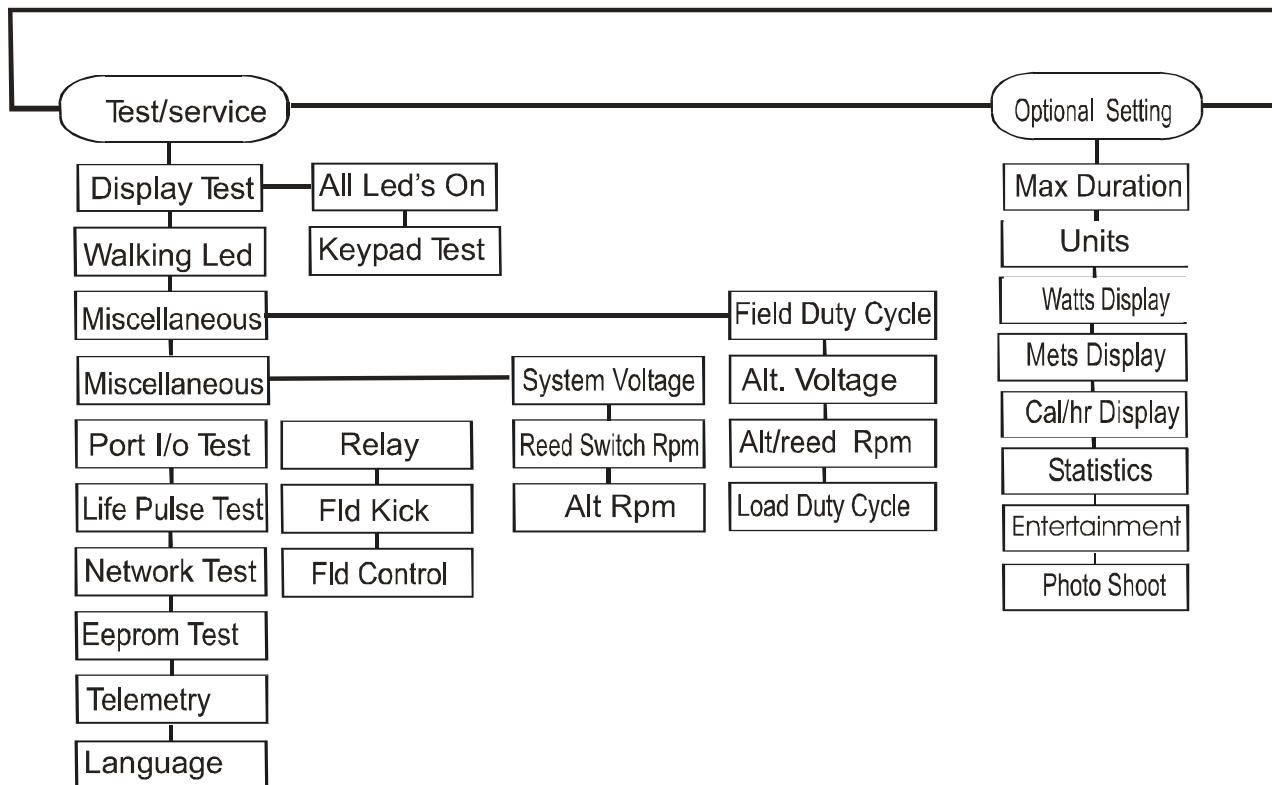 Test/service
Optional Setting
Display Test
All Led's On
Max Duration
Walking Led
Keypad Test
Units
Miscellaneous
Field Duty Cycle
Watts Display
Miscellaneous
System Voltage
Alt. Voltage
Mets Display
Port I/o Test
Relay
Reed Switch Rpm
Alt/reed Rpm
Cal/hr Display
Life Pulse Test
Fld Kick
Alt Rpm
Load Duty Cycle
Statistics
Entertainment
Network Test
Fld Control
Photo Shoot
Eeprom Test
Telemetry
Language